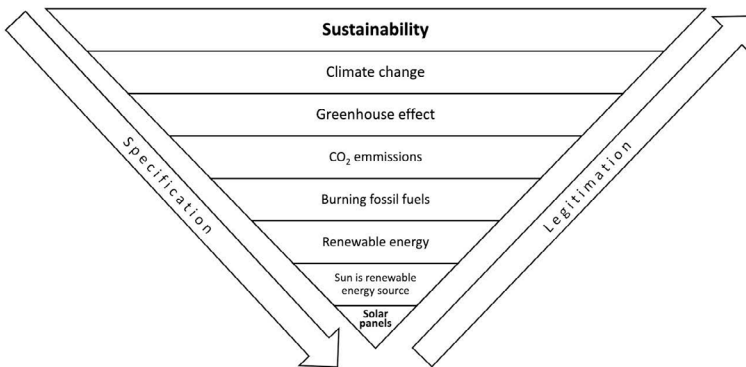 Sustainability
Climate change
Greenhouse effect
CO₂ emmissions
Burning fossil fuels
Renewable energy
Sun is renewable
energy source
Solar
panels
Specification
Legitimation